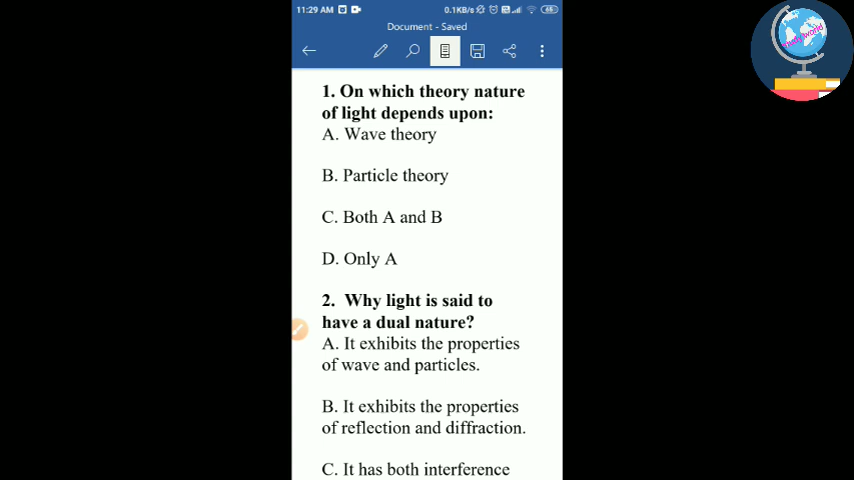 11:29 AM
0.1KB/s
Document - Saved
1. On which theory nature
of light depends upon:
A. Wave theory
B. Particle theory
C. Both A and B
D. Only A
2. Why light is said to
have a dual nature?
A. It exhibits the properties
of wave and particles.
B. It exhibits the properties
of reflection and diffraction.
C. It has both interference